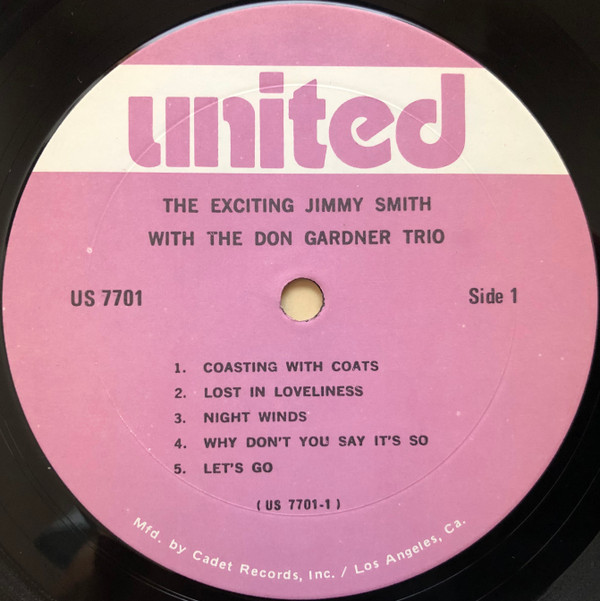 united
THE EXCITING JIMMY SMITH
WITH THE DON GARDNER TRIO
US 7701
Side 1
1. COASTING WITH COATS
2. LOST IN LOVELINESS
3. NIGHT WINDS
4. WHY DON'T YOU SAY IT'S SO
5. LET'S GO
( US 7701-1 )
Mfd. by Cadet Records, Inc. / Los Angeles, Ca.